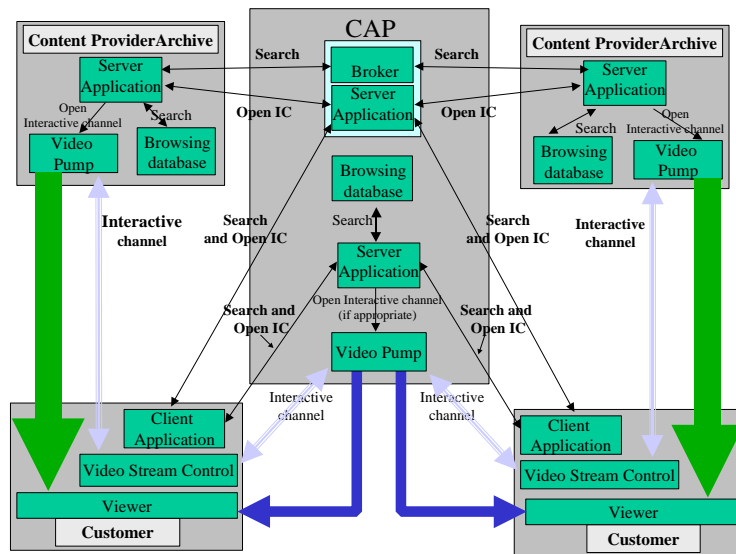 CAP
Content ProviderArchive
Server
Application
Open
Interactive channel
Search
Video
Pump
Browsing
database
Search
Open IC
Broker
Server
Application
Search
Open IC
Content ProviderArchive
Server
Application
Open
Interactive channel
Search
Browsing
database
Video
Pump
Interactive
channel
Search
and Open IC
Browsing
database
Search
Server
Application
Open Interactive channel
(if appropriate)
Video Pump
Search and
Open IC
Search
and Open IC
Search and
Open IC
Interactive
channel
Interactive
channel
Interactive
channel
Client
Application
Video Stream Control
Viewer
Customer
Client
Application
Video Stream Control
Viewer
Customer